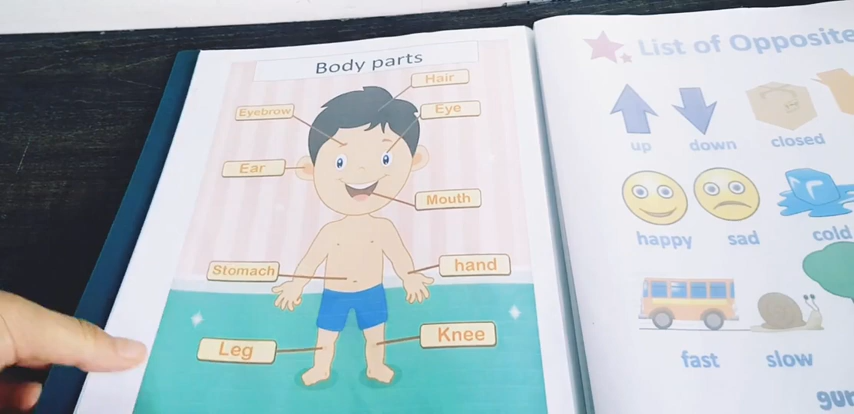 Body parts
Hair
Eyebrow
Eye
Ear
Mouth
Stomach
hand
Leg
Knee
List of Opposite
up
down
closed
happy
sad
cold
fast
slow